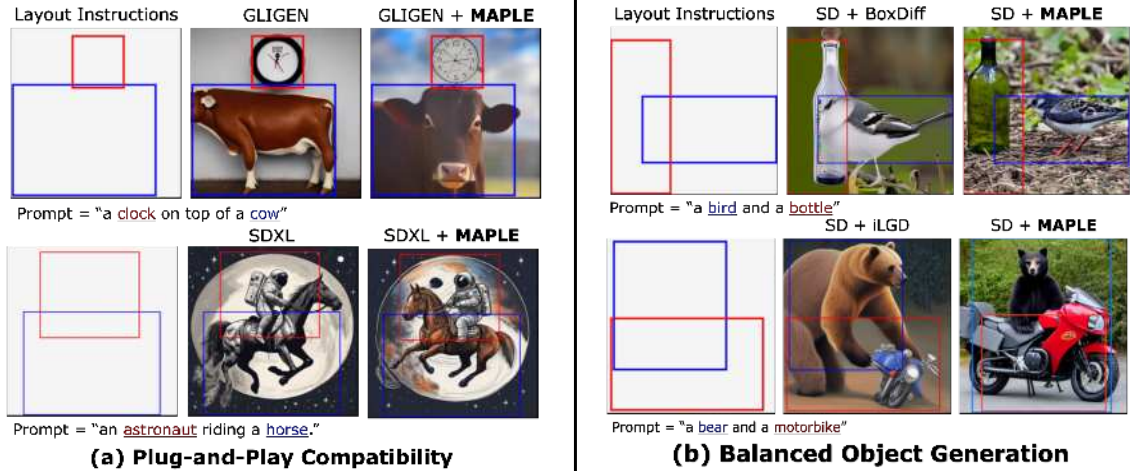 Layout Instructions GLIGEN GLIGEN + MAPLE
Prompt = “a clock on top of a cow”
SDXL SDXL + MAPLE
Prompt = “an astronaut riding a horse.”
(a) Plug-and-Play Compatibility
Layout Instructions SD + BoxDiff SD + MAPLE
Prompt = “a bird and a bottle”
SD + iLGD SD + MAPLE
Prompt = “a bear and a motorbike”
(b) Balanced Object Generation